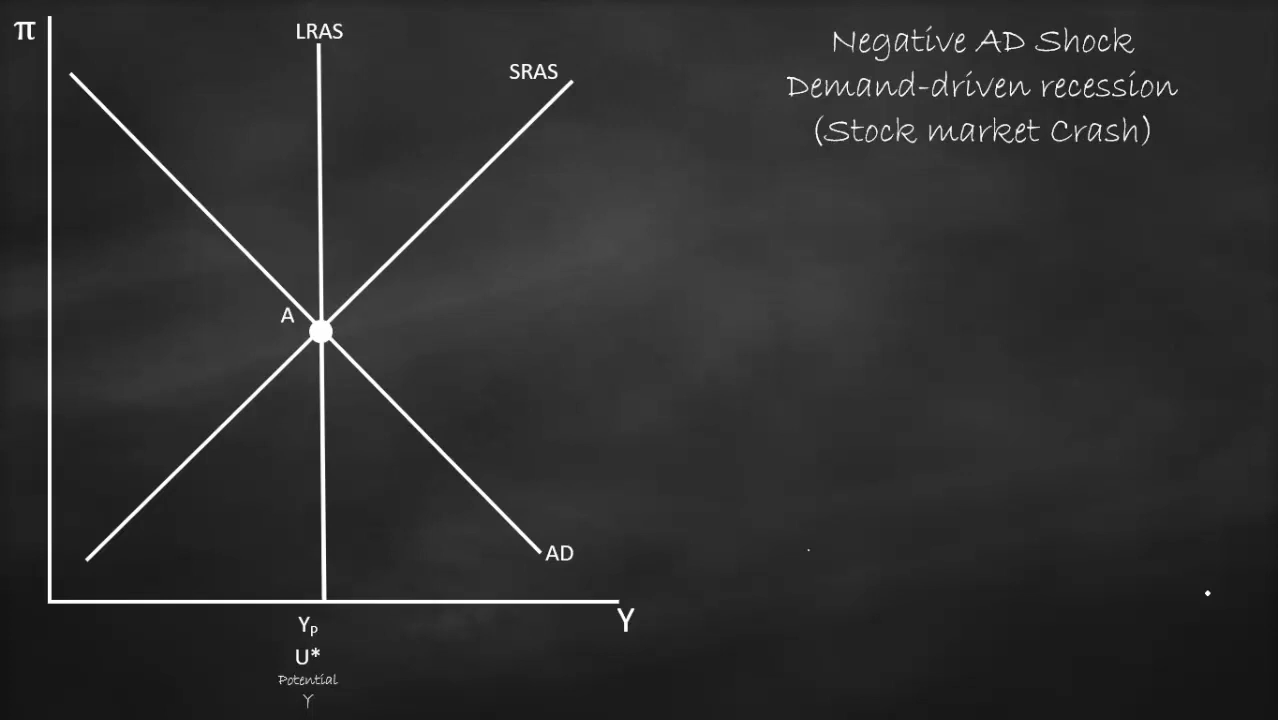 π
LRAS
SRAS
Negative AD Shock
Demand-driven recession
(Stock market Crash)
A
AD
Y
Yₚ
U*
Potential
Y